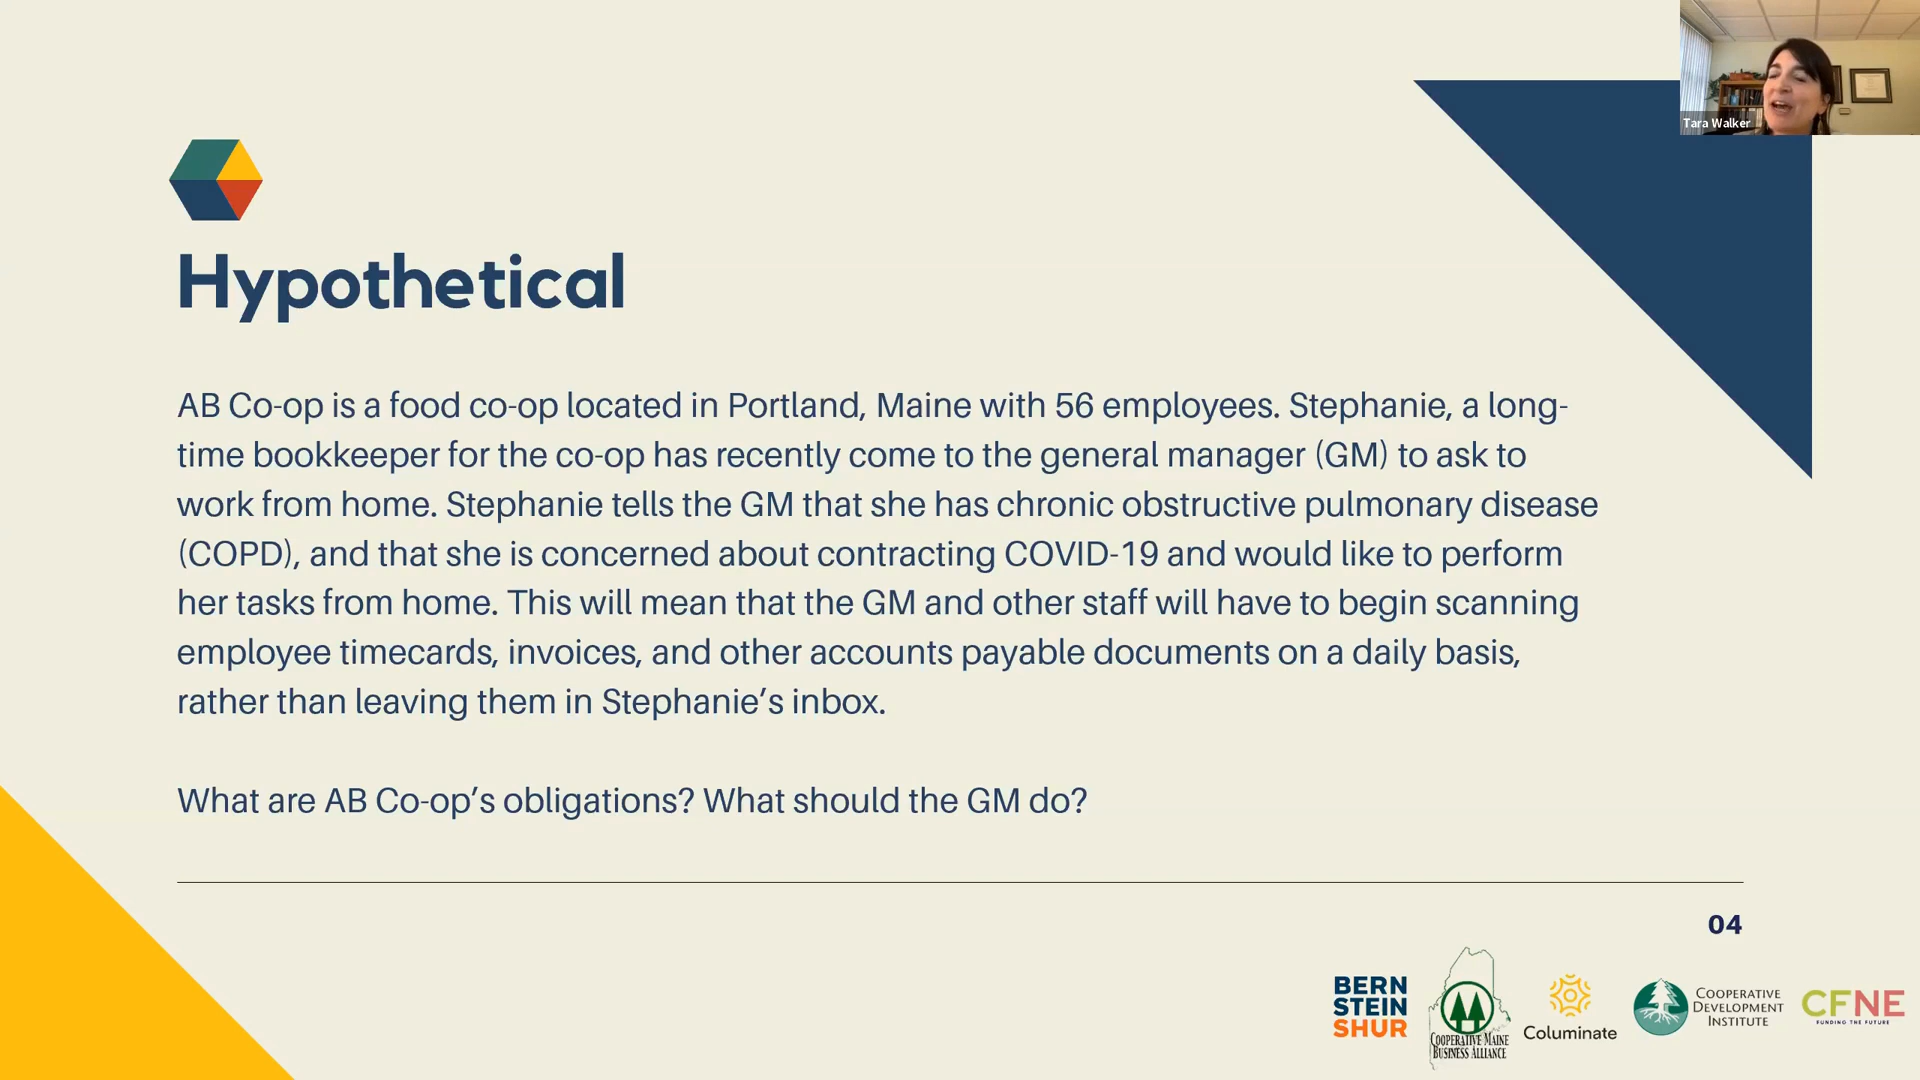 Tara Walker
Hypothetical
AB Co-op is a food co-op located in Portland, Maine with 56 employees. Stephanie, a long-
time bookkeeper for the co-op has recently come to the general manager (GM) to ask to
work from home. Stephanie tells the GM that she has chronic obstructive pulmonary disease
(COPD), and that she is concerned about contracting COVID-19 and would like to perform
her tasks from home. This will mean that the GM and other staff will have to begin scanning
employee timecards, invoices, and other accounts payable documents on a daily basis,
rather than leaving them in Stephanie’s inbox.
What are AB Co-op’s obligations? What should the GM do?
04
BERN
STEIN
SHUR
COOPERATIVE MAINE
BUSINESS ALLIANCE
Columinate
COOPERATIVE
DEVELOPMENT
INSTITUTE
CFNE
FUNDING THE FUTURE